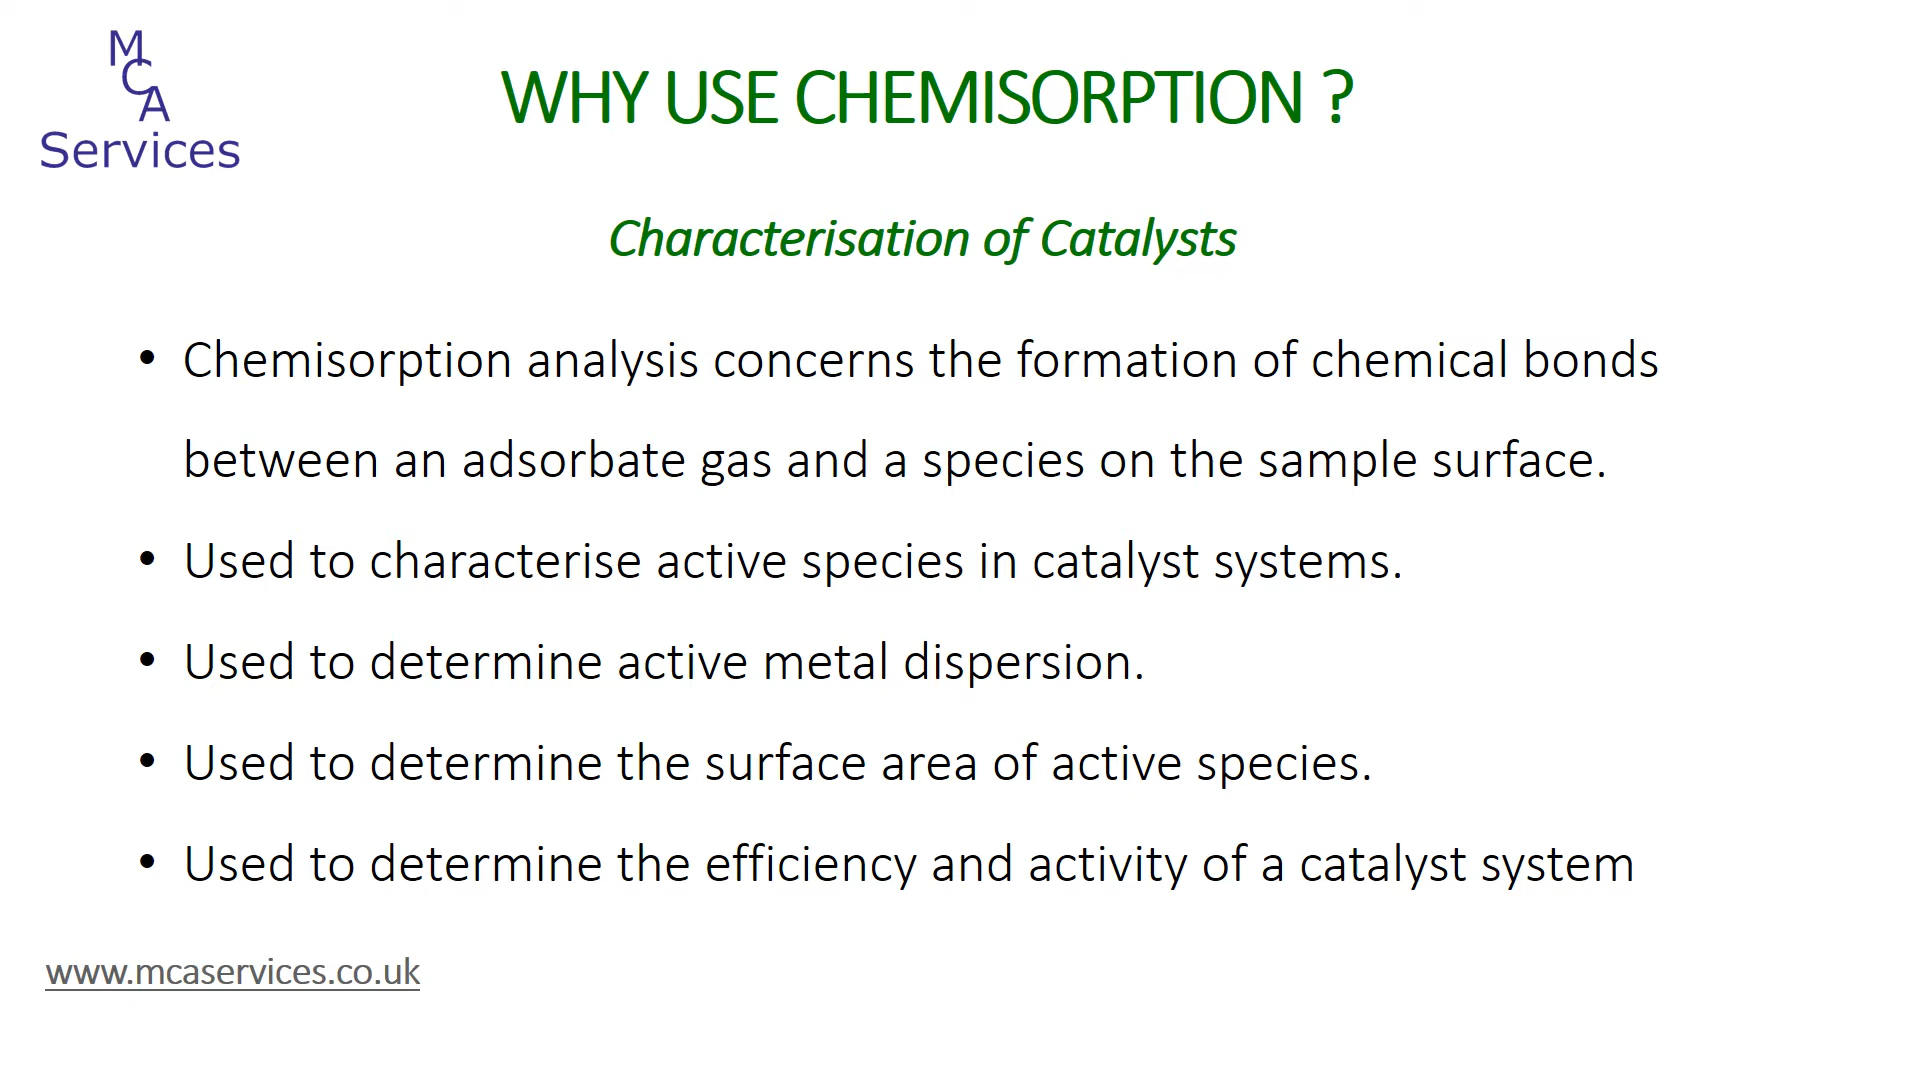 M
C
A
Services
WHY USE CHEMISORPTION ?
Characterisation of Catalysts
• Chemisorption analysis concerns the formation of chemical bonds
between an adsorbate gas and a species on the sample surface.
• Used to characterise active species in catalyst systems.
• Used to determine active metal dispersion.
• Used to determine the surface area of active species.
• Used to determine the efficiency and activity of a catalyst system
www.mcaservices.co.uk